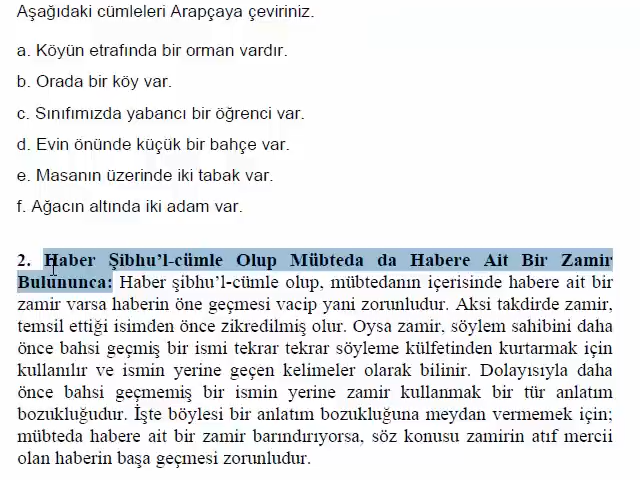 Aşağıdaki cümleleri Arapçaya çeviriniz.
a. Köyün etrafında bir orman vardır.
b. Orada bir köy var.
c. Sınıfımızda yabancı bir öğrenci var.
d. Evin önünde küçük bir bahçe var.
e. Masanın üzerinde iki tabak var.
f. Ağacın altında iki adam var.
2. Haber Şibhu’l-cümle Olup Mübteda da Habere Ait Bir Zamir
Bulununca: Haber şibhu’l-cümle olup, mübtedanın içerisinde habere ait bir
zamir varsa haberin öne geçmesi vacip yani zorunludur. Aksi takdirde zamir,
temsil ettiği isimden önce zikredilmiş olur. Oysa zamir, söylem sahibini daha
önce bahsi geçmiş bir ismi tekrar tekrar söyleme külfetinden kurtarmak için
kullanılır ve ismin yerine geçen kelimeler olarak bilinir. Dolayısıyla daha
önce bahsi geçmemiş bir ismin yerine zamir kullanmak bir tür anlatım
bozukluğudur. İşte böylesi bir anlatım bozukluğuna meydan vermemek için;
mübteda habere ait bir zamir barındırıyorsa, söz konusu zamirin atıf mercii
olan haberin başa geçmesi zorunludur.